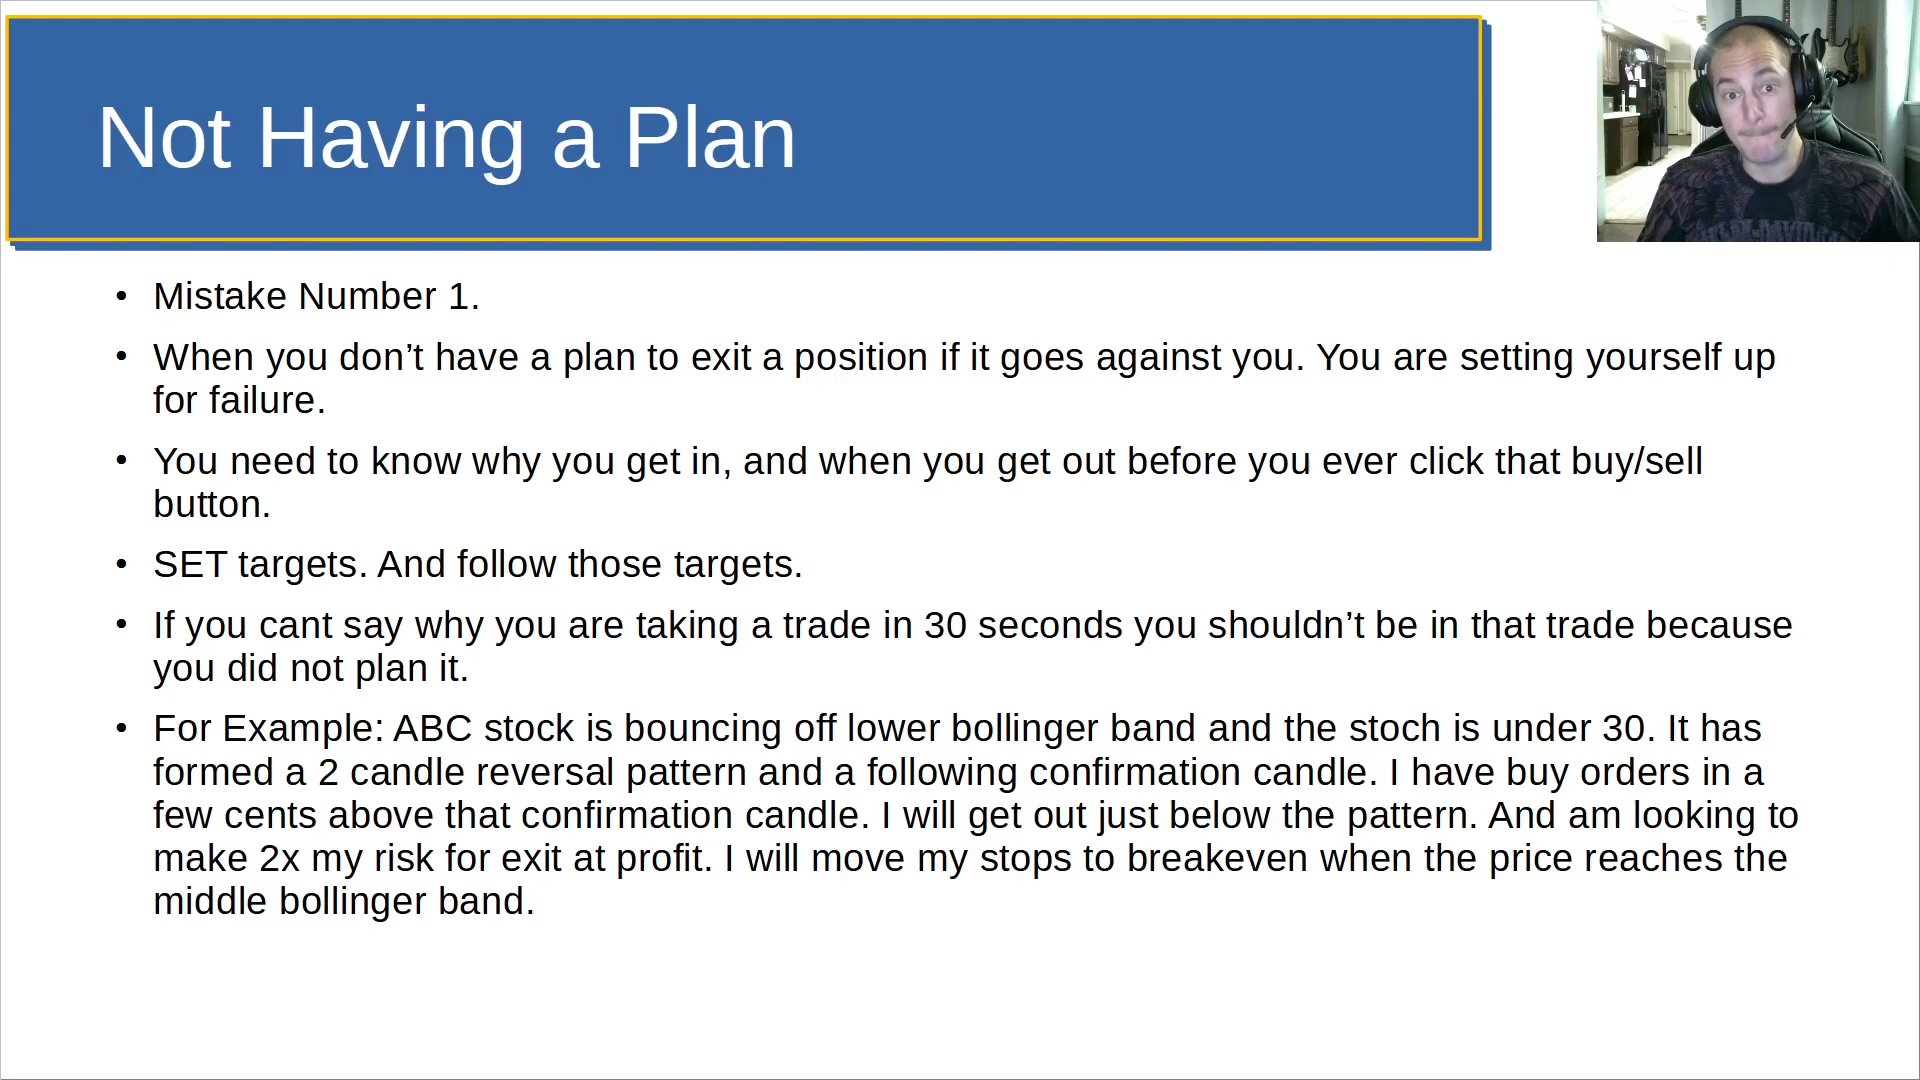 Not Having a Plan
• Mistake Number 1.
• When you don’t have a plan to exit a position if it goes against you. You are setting yourself up
for failure.
• You need to know why you get in, and when you get out before you ever click that buy/sell
button.
• SET targets. And follow those targets.
• If you cant say why you are taking a trade in 30 seconds you shouldn’t be in that trade because
you did not plan it.
• For Example: ABC stock is bouncing off lower bollinger band and the stoch is under 30. It has
formed a 2 candle reversal pattern and a following confirmation candle. I have buy orders in a
few cents above that confirmation candle. I will get out just below the pattern. And am looking to
make 2x my risk for exit at profit. I will move my stops to breakeven when the price reaches the
middle bollinger band.